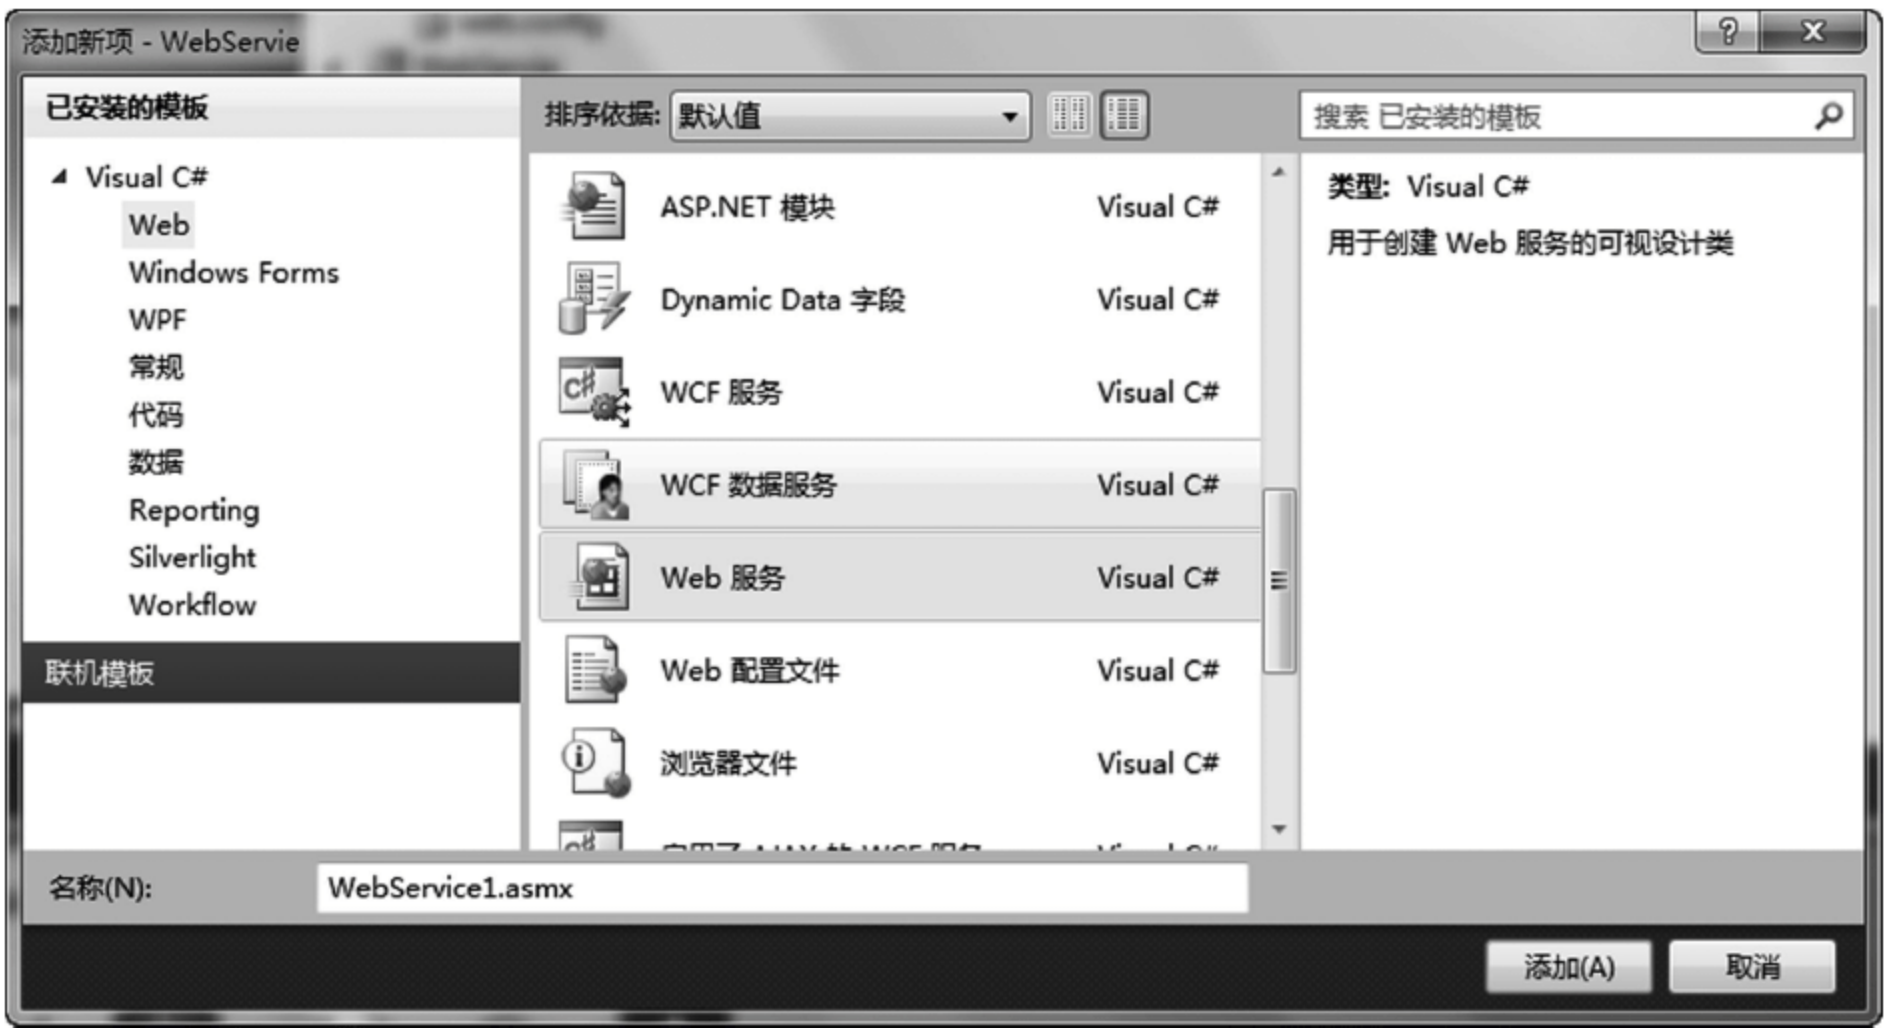 添加新项 - WebServie
已安装的模板
Visual C#
Web
Windows Forms
WPF
常规
代码
数据
Reporting
Silverlight
Workflow
联机模板
排序依据: 默认值
搜索 已安装的模板
ASP.NET 模块 Visual C#
Dynamic Data 字段 Visual C#
WCF 服务 Visual C#
WCF 数据服务 Visual C#
Web 服务 Visual C#
Web 配置文件 Visual C#
浏览器文件 Visual C#
类型: Visual C#
用于创建 Web 服务的可视设计类
名称(N): WebService1.asmx
添加(A) 取消